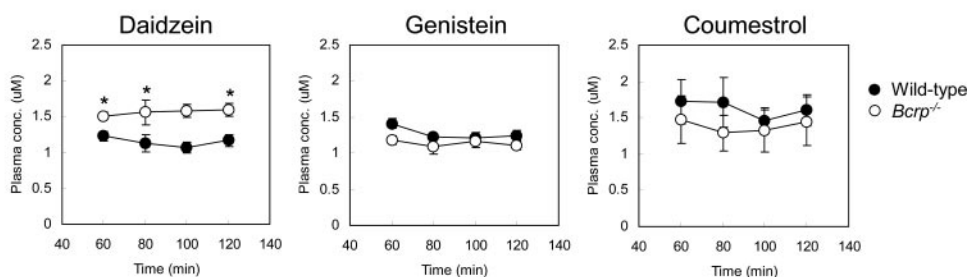 Daidzein
Plasma conc. (uM)
2.5
2
1.5
1
0.5
0
* * *
40 60 80 100 120 140
Time (min)
Genistein
Plasma conc. (uM)
2.5
2
1.5
1
0.5
0
40 60 80 100 120 140
Time (min)
Coumestrol
Plasma conc. (uM)
2.5
2
1.5
1
0.5
0
40 60 80 100 120 140
Time (min)
Wild-type
Bcrp-/-